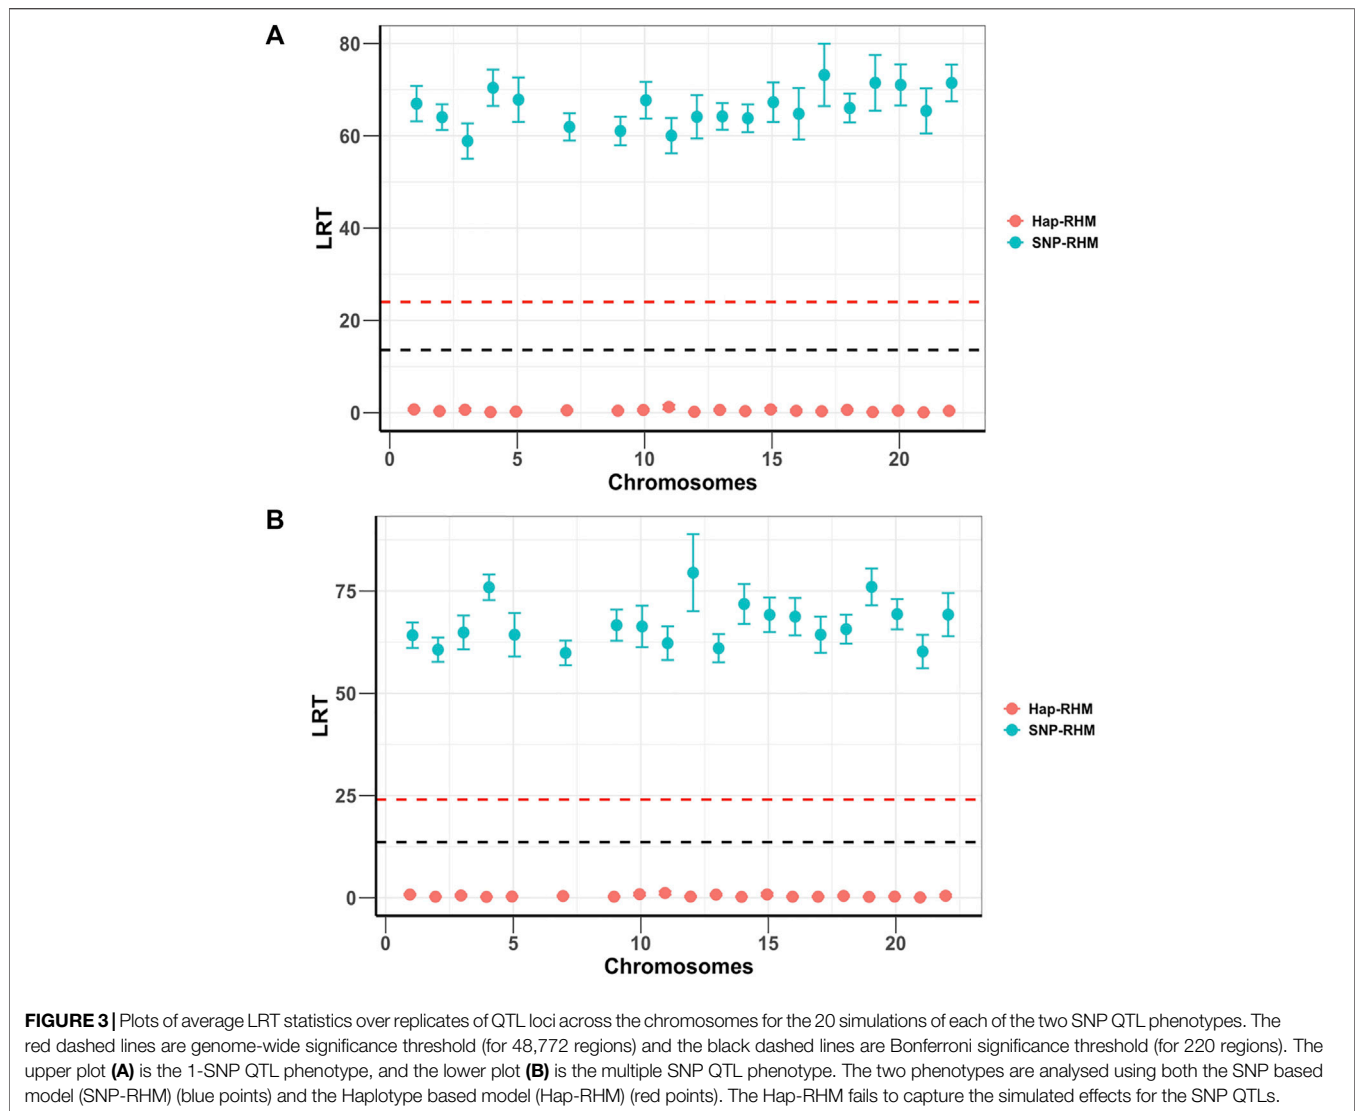 A
80
60
40
20
0
LRT
0 5 10 15 20
Chromosomes
Hap-RHM
SNP-RHM
B
75
50
25
0
LRT
0 5 10 15 20
Chromosomes
Hap-RHM
SNP-RHM
FIGURE 3 | Plots of average LRT statistics over replicates of QTL loci across the chromosomes for the 20 simulations of each of the two SNP QTL phenotypes. The
red dashed lines are genome-wide significance threshold (for 48,772 regions) and the black dashed lines are Bonferroni significance threshold (for 220 regions). The
upper plot (A) is the 1-SNP QTL phenotype, and the lower plot (B) is the multiple SNP QTL phenotype. The two phenotypes are analysed using both the SNP based
model (SNP-RHM) (blue points) and the Haplotype based model (Hap-RHM) (red points). The Hap-RHM fails to capture the simulated effects for the SNP QTLs.